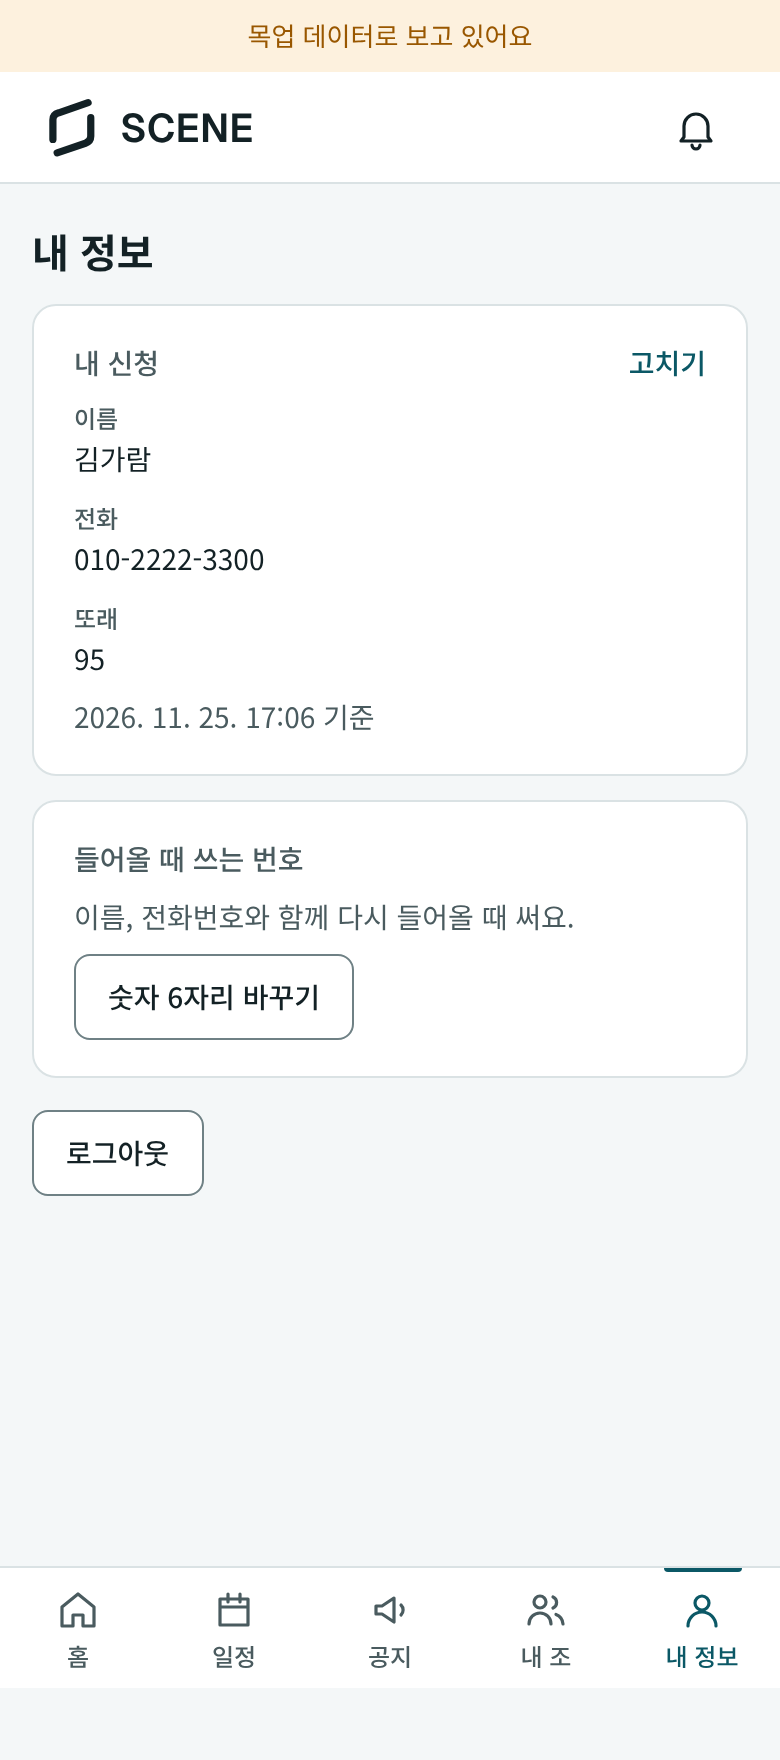 목업 데이터로 보고 있어요
SCENE
내 정보
내 신청
고치기
이름
김가람
전화
010-2222-3300
또래
95
2026. 11. 25. 17:06 기준
들어올 때 쓰는 번호
이름, 전화번호와 함께 다시 들어올 때 써요.
숫자 6자리 바꾸기
로그아웃
홈
일정
공지
내 조
내 정보